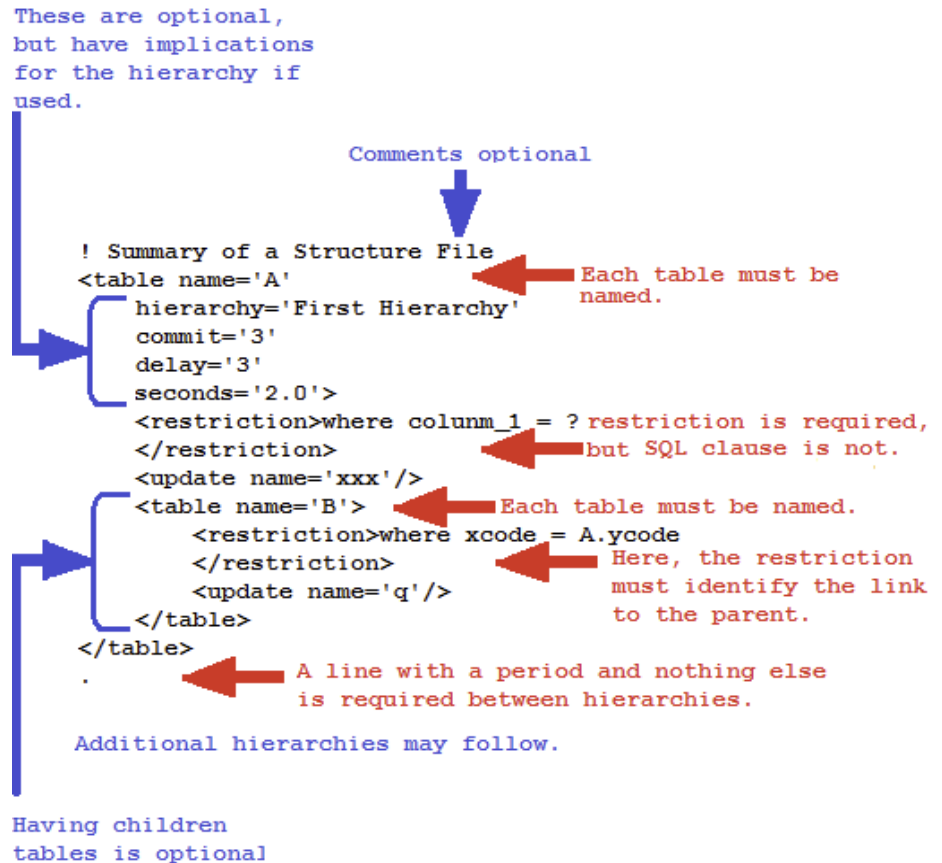 These are optional,
but have implications
for the hierarchy if
used.
Comments optional
! Summary of a Structure File
<table name='A'
Each table must be
named.
hierarchy='First Hierarchy'
commit='3'
delay='3'
seconds='2.0'>
<restriction>where colunm_1 = ?
restriction is required,
</restriction>
but SQL clause is not.
<update name='xxx'/>
<table name='B'>
Each table must be named.
<restriction>where xcode = A.ycode
</restriction>
Here, the restriction
must identify the link
to the parent.
<update name='q'/>
</table>
</table>
.
A line with a period and nothing else
is required between hierarchies.
Additional hierarchies may follow.
Having children
tables is optional